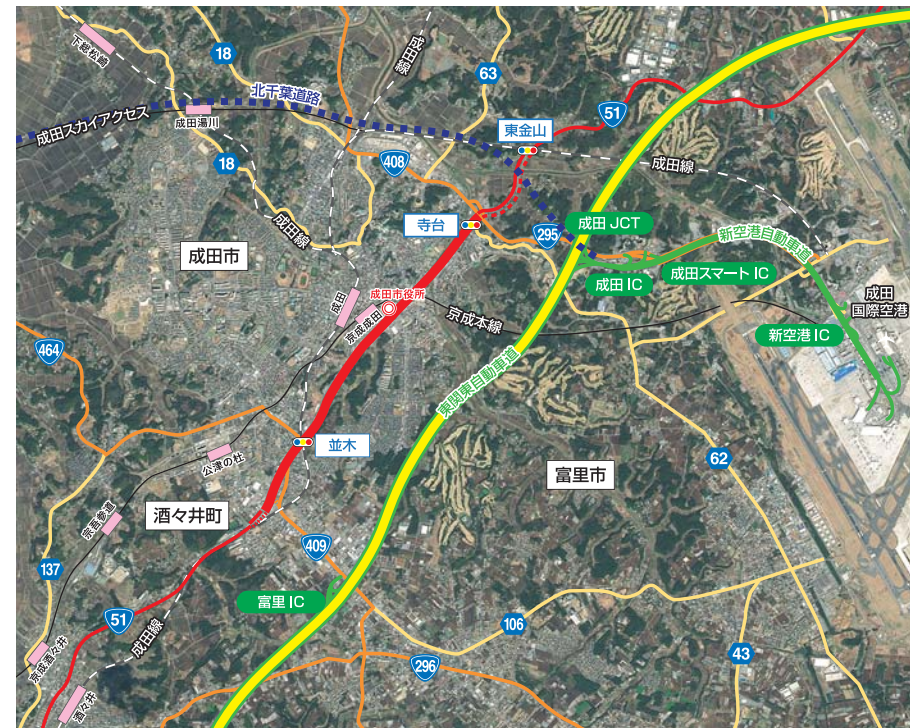 下総松崎
18
成田線
63
北千葉道路
51
成田スカイアクセス
成田湯川
東金山
408
成田線
18
寺台
成田線
295
成田 JCT
新空港自動車道
成田市
成田 IC
成田スマート IC
成田
国際空港
成田
成田市役所
京成成田
京成本線
新空港 IC
464
東関東自動車道
並木
公津の杜
62
富里市
宗吾参道
酒々井町
409
137
富里 IC
51
成田線
106
京成酒々井
296
43
酒々井